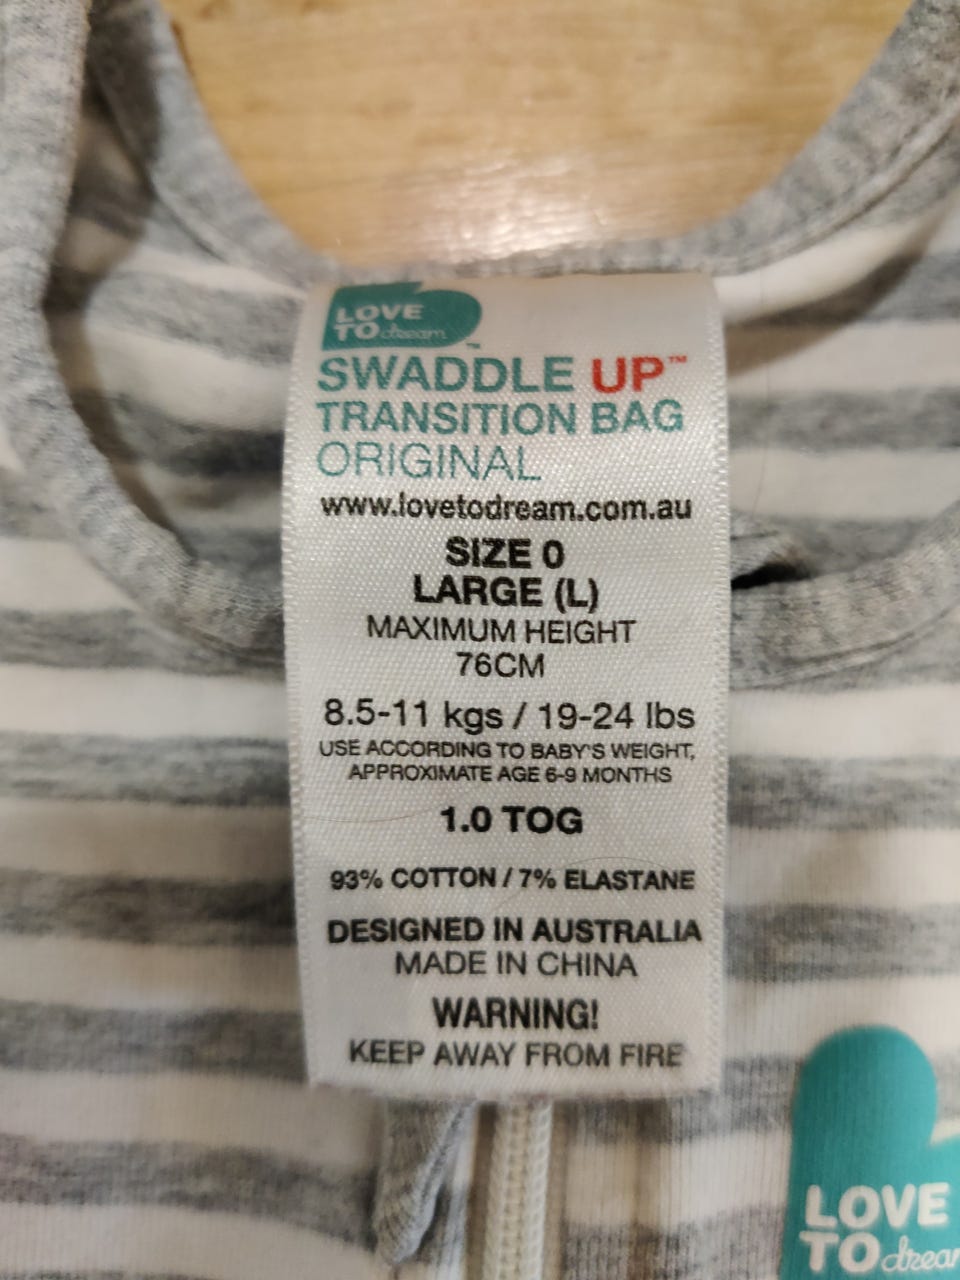 LOVE
TO dream™
SWADDLE UP™
TRANSITION BAG
ORIGINAL
www.lovetodream.com.au
SIZE 0
LARGE (L)
MAXIMUM HEIGHT
76CM
8.5-11 kgs / 19-24 lbs
USE ACCORDING TO BABY'S WEIGHT,
APPROXIMATE AGE 6-9 MONTHS
1.0 TOG
93% COTTON / 7% ELASTANE
DESIGNED IN AUSTRALIA
MADE IN CHINA
WARNING!
KEEP AWAY FROM FIRE
LOVE
TO dream